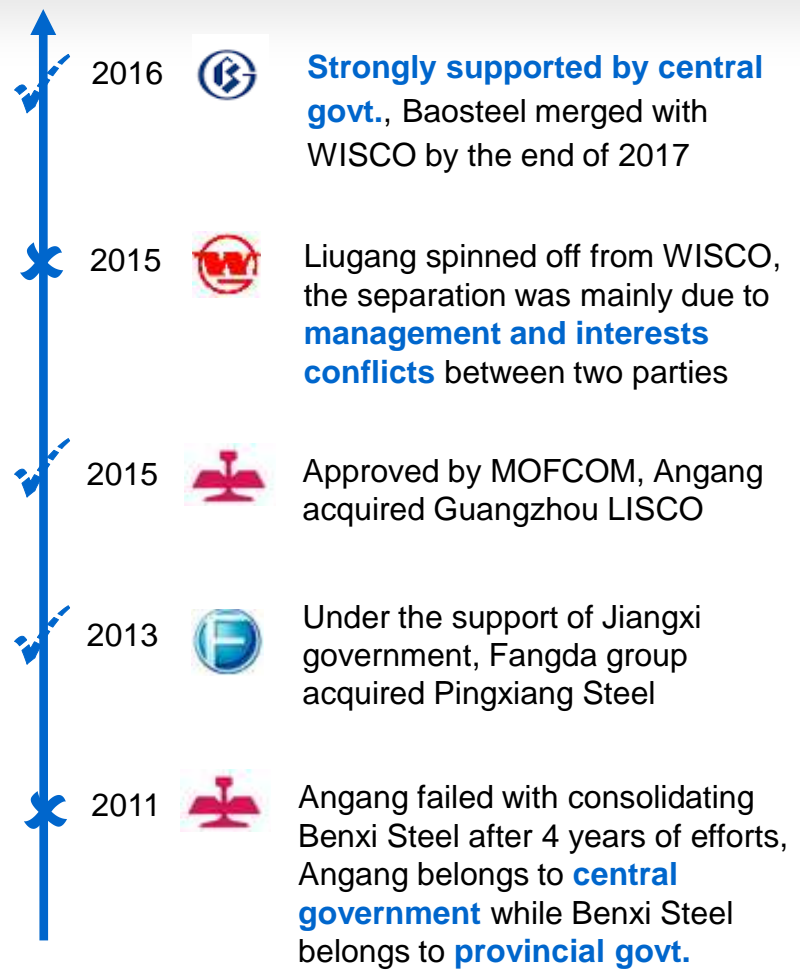 2016
Strongly supported by central
govt., Baosteel merged with
WISCO by the end of 2017
2015
Liugang spinned off from WISCO,
the separation was mainly due to
management and interests
conflicts between two parties
2015
Approved by MOFCOM, Angang
acquired Guangzhou LISCO
2013
Under the support of Jiangxi
government, Fangda group
acquired Pingxiang Steel
2011
Angang failed with consolidating
Benxi Steel after 4 years of efforts,
Angang belongs to central
government while Benxi Steel
belongs to provincial govt.